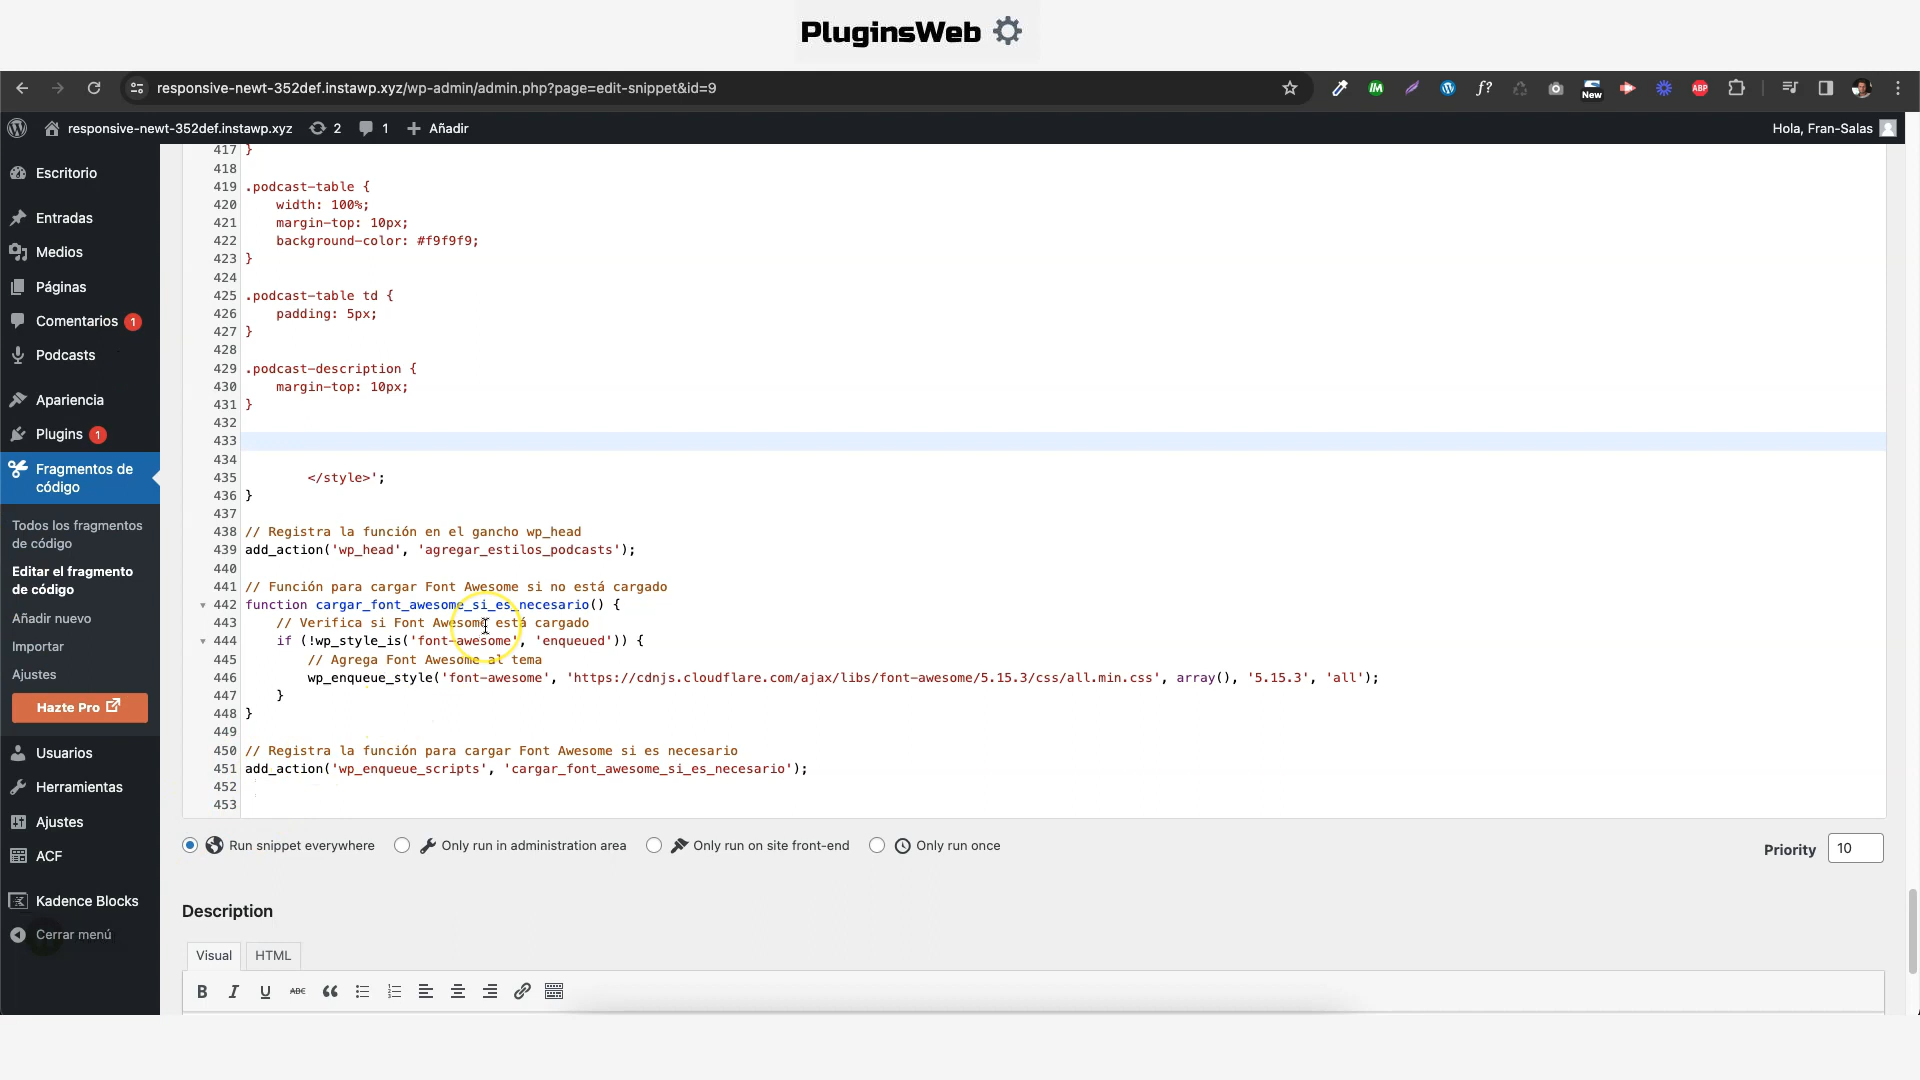 PluginsWeb
responsive-newt-352def.instawp.xyz/wp-admin/admin.php?page=edit-snippet&id=9
f?
New
ABP
responsive-newt-352def.instawp.xyz
2
1
+ Añadir
Hola, Fran-Salas
Escritorio
Entradas
Medios
Páginas
Comentarios 1
Podcasts
Apariencia
Plugins 1
Fragmentos de
código
Todos los fragmentos
de código
Editar el fragmento
de código
Añadir nuevo
Importar
Ajustes
Hazte Pro
Usuarios
Herramientas
Ajustes
ACF
Kadence Blocks
Cerrar menú
417 }
418
419 .podcast-table {
420 width: 100%;
421 margin-top: 10px;
422 background-color: #f9f9f9;
423 }
424
425 .podcast-table td {
426 padding: 5px;
427 }
428
429 .podcast-description {
430 margin-top: 10px;
431 }
432
433
434
435 </style>';
436 }
437
438 // Registra la función en el gancho wp_head
439 add_action('wp_head', 'agregar_estilos_podcasts');
440
441 // Función para cargar Font Awesome si no está cargado
442 function cargar_font_awesome_si_es_necesario() {
443 // Verifica si Font Awesome está cargado
444 if (!wp_style_is('font-awesome', 'enqueued')) {
445 // Agrega Font Awesome al tema
446 wp_enqueue_style('font-awesome', 'https://cdnjs.cloudflare.com/ajax/libs/font-awesome/5.15.3/css/all.min.css', array(), '5.15.3', 'all');
447 }
448 }
449
450 // Registra la función para cargar Font Awesome si es necesario
451 add_action('wp_enqueue_scripts', 'cargar_font_awesome_si_es_necesario');
452
453
Run snippet everywhere
Only run in administration area
Only run on site front-end
Only run once
Priority 10
Description
Visual
HTML
B I U ABC